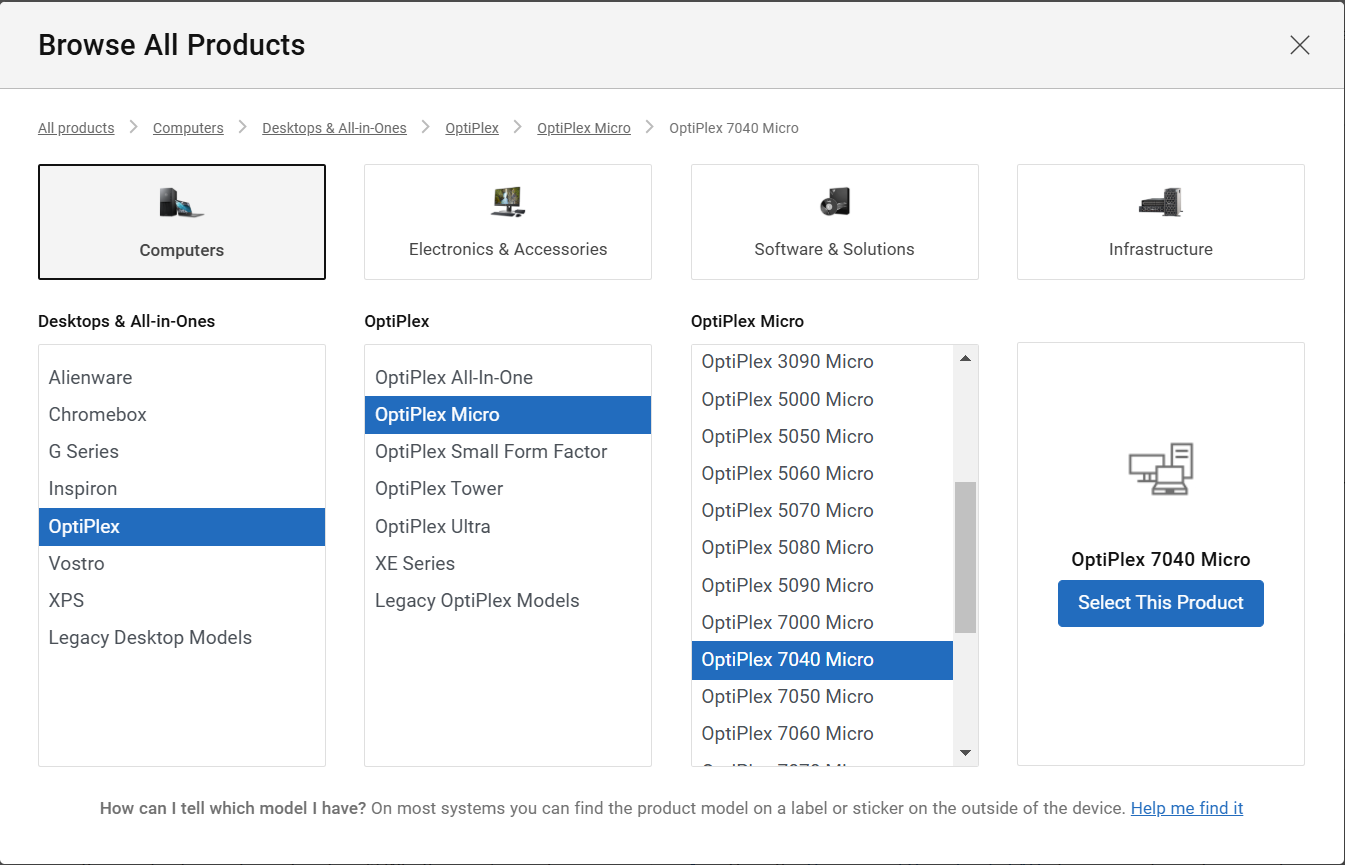 Browse All Products
All products > Computers > Desktops & All-in-Ones > OptiPlex > OptiPlex Micro > OptiPlex 7040 Micro
Computers
Electronics & Accessories
Software & Solutions
Infrastructure
Desktops & All-in-Ones
Alienware
Chromebox
G Series
Inspiron
OptiPlex
Vostro
XPS
Legacy Desktop Models
OptiPlex
OptiPlex All-In-One
OptiPlex Micro
OptiPlex Small Form Factor
OptiPlex Tower
OptiPlex Ultra
XE Series
Legacy OptiPlex Models
OptiPlex Micro
OptiPlex 3090 Micro
OptiPlex 5000 Micro
OptiPlex 5050 Micro
OptiPlex 5060 Micro
OptiPlex 5070 Micro
OptiPlex 5080 Micro
OptiPlex 5090 Micro
OptiPlex 7000 Micro
OptiPlex 7040 Micro
OptiPlex 7050 Micro
OptiPlex 7060 Micro
OptiPlex 7040 Micro
Select This Product
How can I tell which model I have? On most systems you can find the product model on a label or sticker on the outside of the device. Help me find it